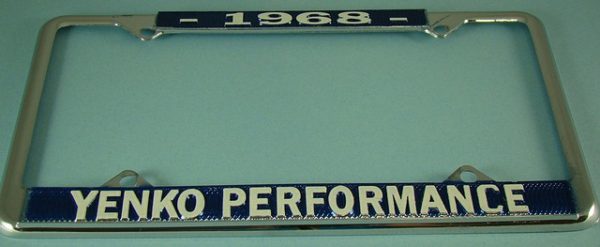 - 1968 -
YENKO PERFORMANCE